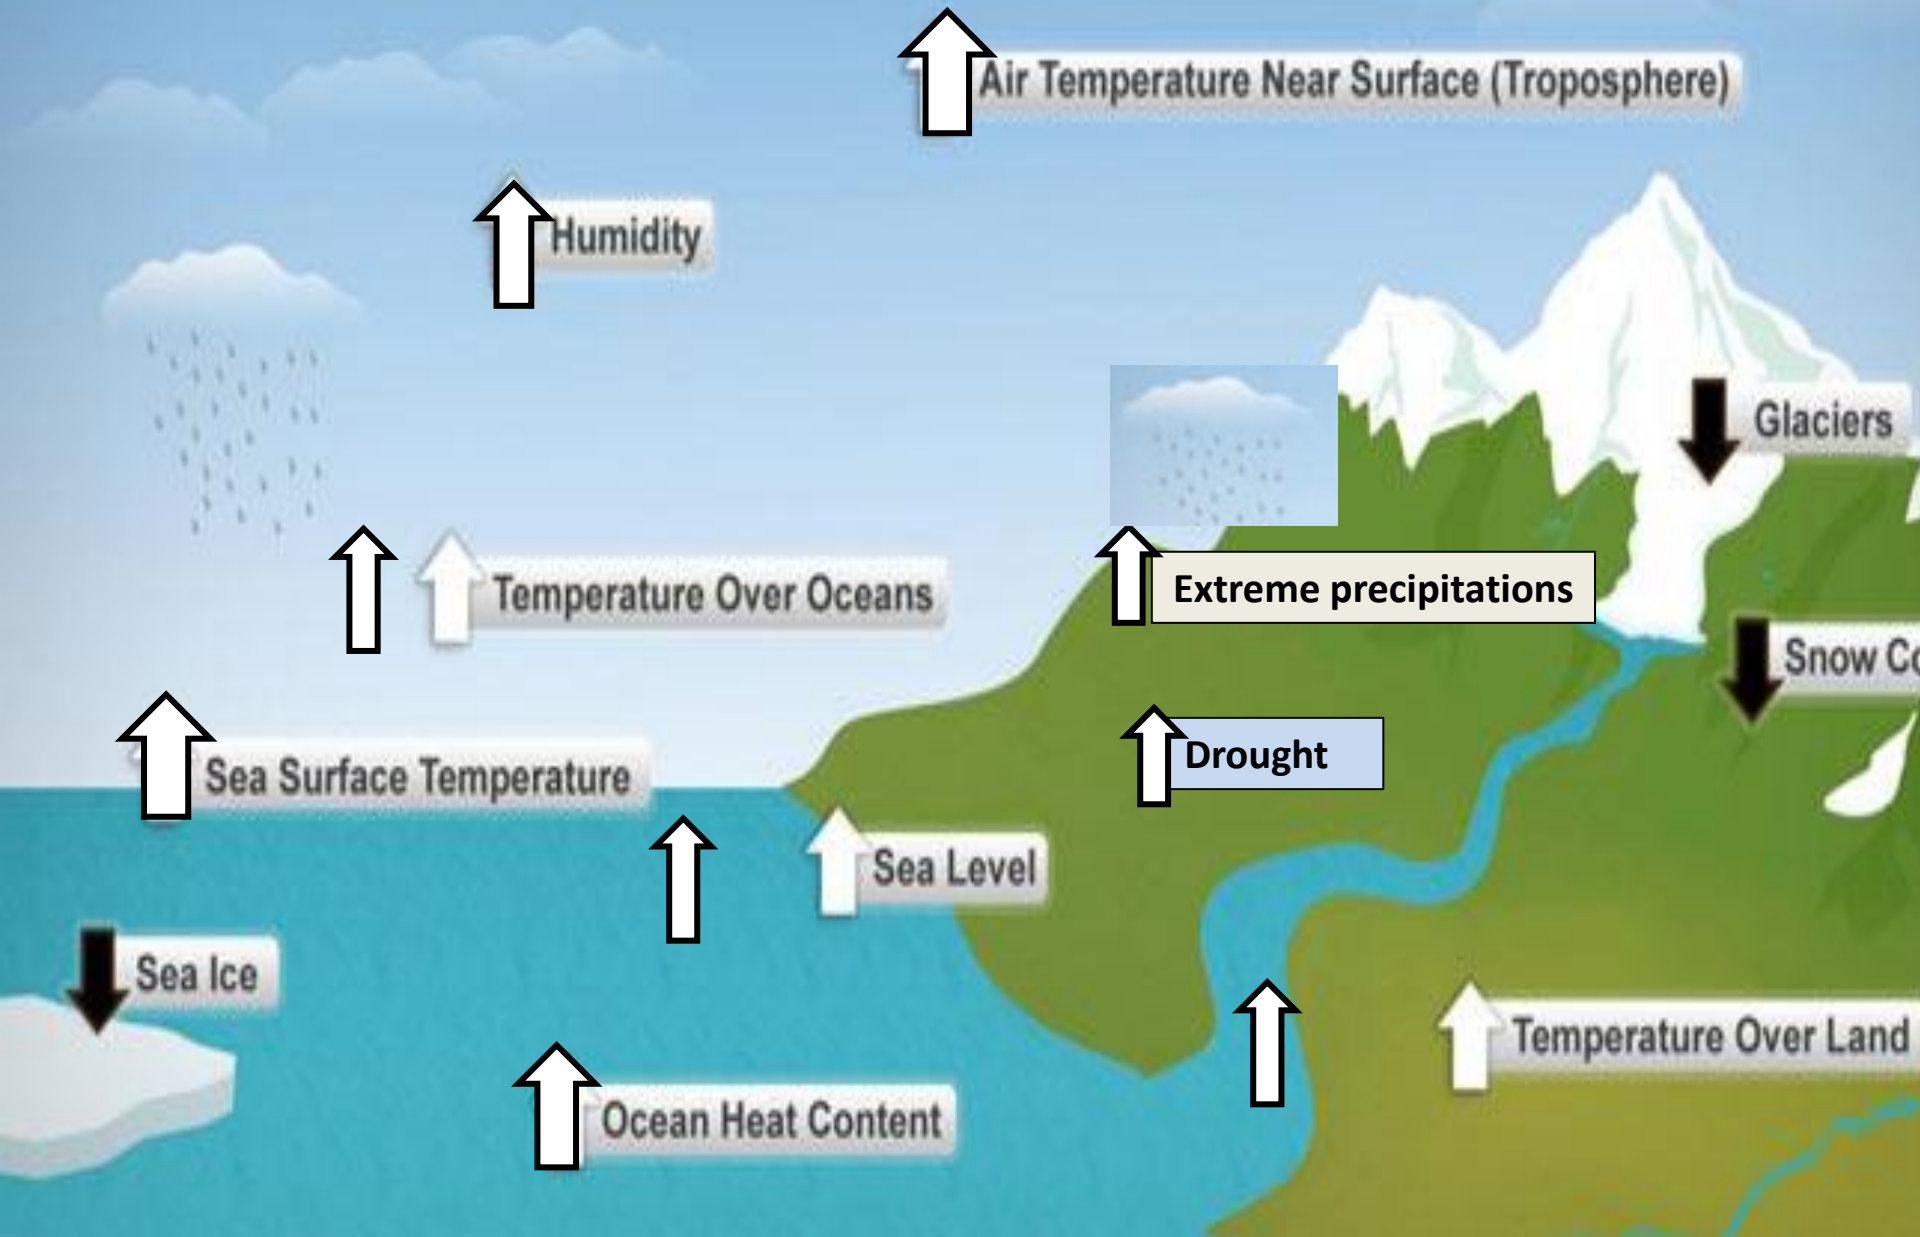 Air Temperature Near Surface (Troposphere)
Humidity
Glaciers
Temperature Over Oceans
Extreme precipitations
Snow Co
Drought
Sea Surface Temperature
Sea Level
Sea Ice
Temperature Over Land
Ocean Heat Content